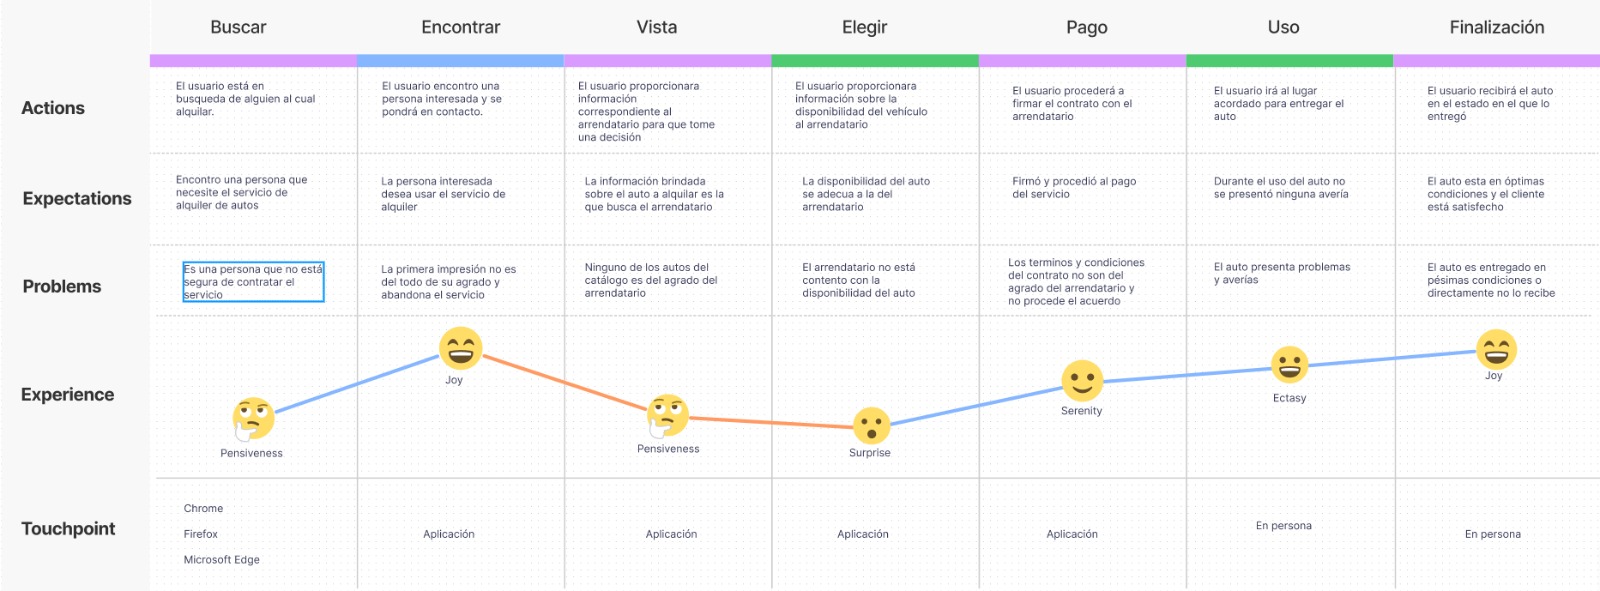 Buscar
Encontrar
Vista
Elegir
Pago
Uso
Finalización
Actions
El usuario está en
busqueda de alguien al cual
alquilar.
El usuario encontro una
persona interesada y se
pondrá en contacto.
El usuario proporcionara
información
correspondiente al
arrendatario para que tome
una decisión
El usuario proporcionara
información sobre la
disponibilidad del vehículo
al arrendatario
El usuario procederá a
firmar el contrato con el
arrendatario
El usuario irá al lugar
acordado para entregar el
auto
El usuario recibirá el auto
en el estado en el que lo
entregó
Expectations
Encontro una persona que
necesite el servicio de
alquiler de autos
La persona interesada
desea usar el servicio de
alquiler
La información brindada
sobre el auto a alquilar es la
que busca el arrendatario
La disponibilidad del auto
se adecua a la del
arrendatario
Firmó y procedió al pago
del servicio
Durante el uso del auto no
se presentó ninguna avería
El auto esta en óptimas
condiciones y el cliente
está satisfecho
Problems
Es una persona que no está
segura de contratar el
servicio
La primera impresión no es
del todo de su agrado y
abandona el servicio
Ninguno de los autos del
catálogo es del agrado del
arrendatario
El arrendatario no está
contento con la
disponibilidad del auto
Los terminos y condiciones
del contrato no son del
agrado del arrendatario y
no procede el acuerdo
El auto presenta problemas
y averías
El auto es entregado en
pésimas condiciones o
directamente no lo recibe
Experience
Pensiveness
Joy
Pensiveness
Surprise
Serenity
Ectasy
Joy
Touchpoint
Chrome
Firefox
Microsoft Edge
Aplicación
Aplicación
Aplicación
Aplicación
En persona
En persona